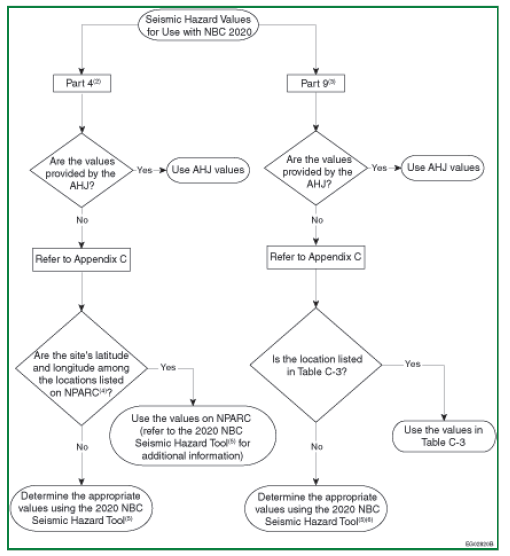 Seismic Hazard Values
for Use with NBC 2020
Part 4(2)
Part 9(3)
Are the values
provided by the
AHJ?
Yes
Use AHJ values
Are the values
provided by the
AHJ?
Yes
Use AHJ values
No
No
Refer to Appendix C
Refer to Appendix C
Are the site's latitude
and longitude among
the locations listed
on NPARC(4)?
Yes
Is the location listed
in Table C-3?
Yes
Use the values on NPARC
(refer to the 2020 NBC
Seismic Hazard Tool(5) for
additional information)
Use the values in
Table C-3
No
No
Determine the appropriate
values using the 2020 NBC
Seismic Hazard Tool(5)
Determine the appropriate
values using the 2020 NBC
Seismic Hazard Tool(5)(6)